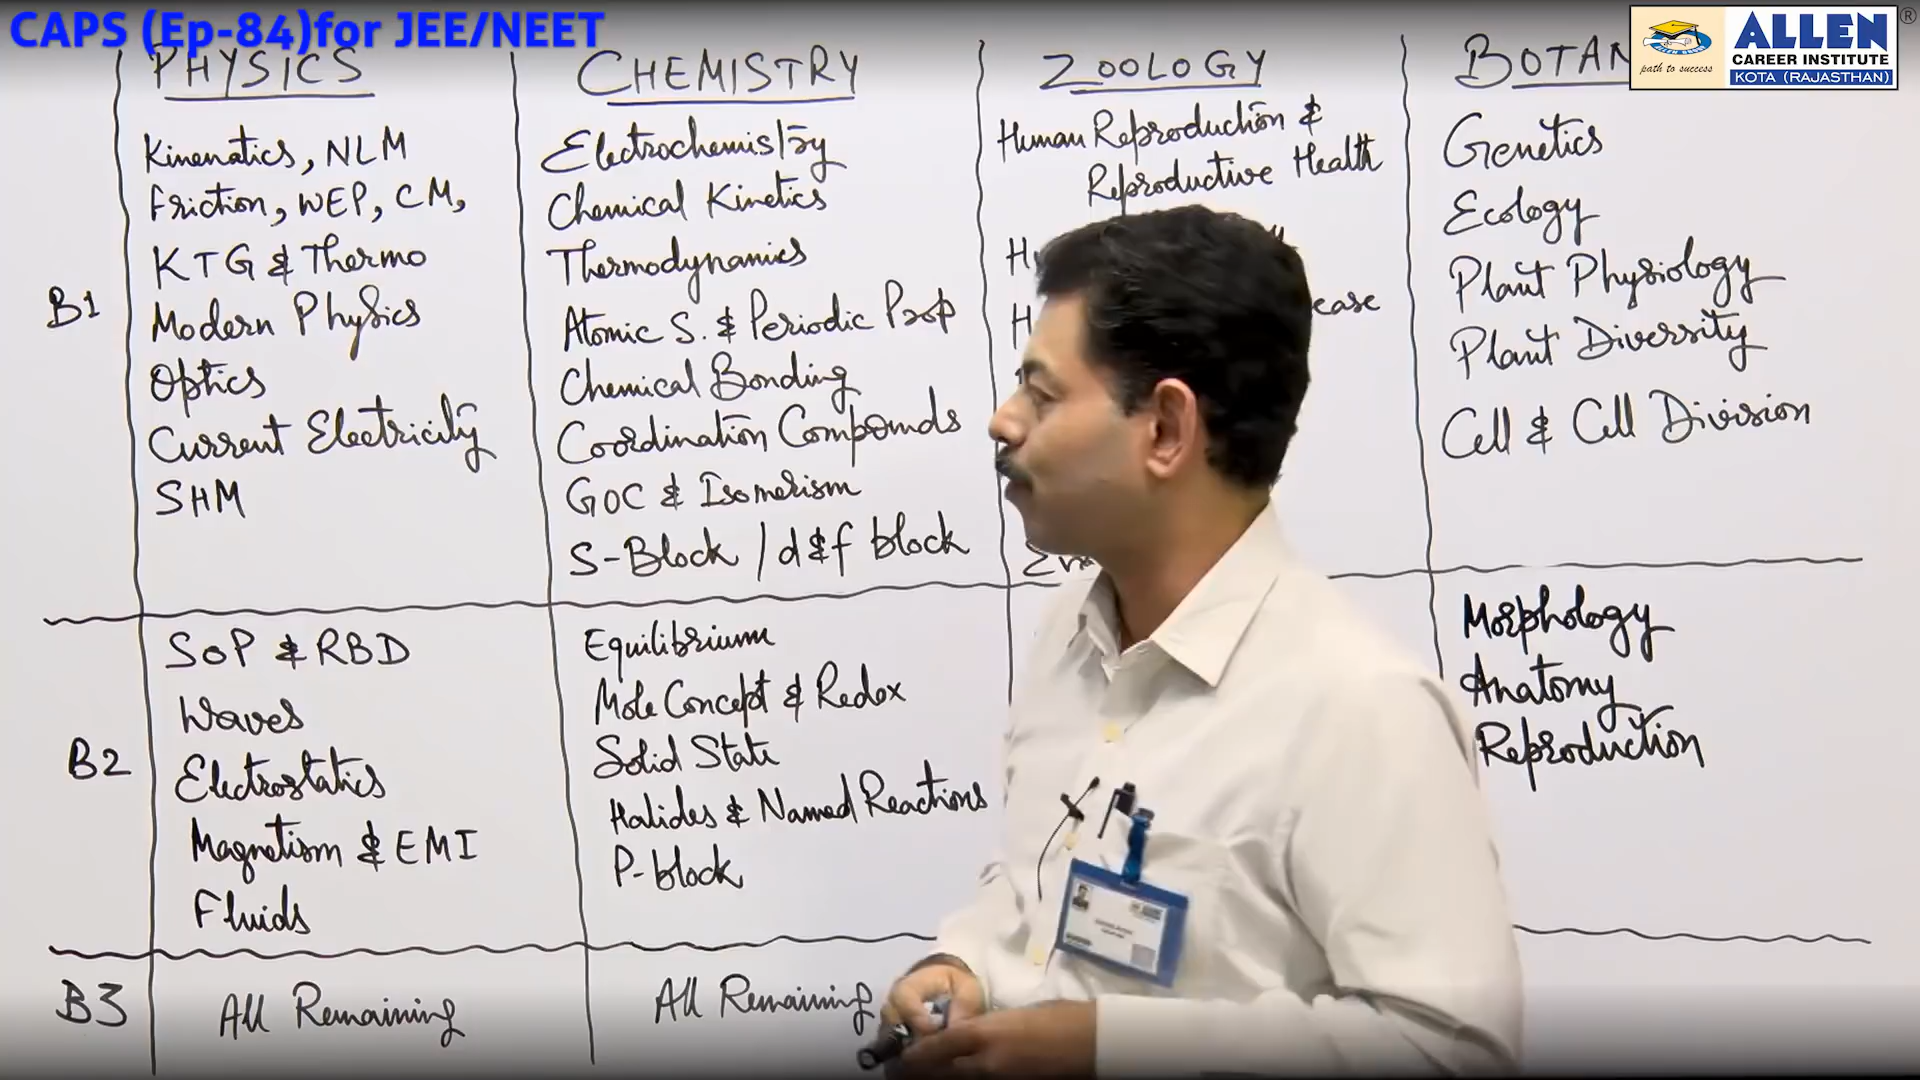 CAPS (Ep-84)for JEE/NEET
ALLEN
CAREER INSTITUTE
KOTA (RAJASTHAN)
path to success
®
PHYSICS
Kinematics, NLM
Friction, WEP, CM,
KTG & Thermo
Modern Physics
Optics
Current Electricity
SHM
CHEMISTRY
Electrochemistry
Chemical Kinetics
Thermodynamics
Atomic S. & Periodic Prop
Chemical Bonding
Coordination Compounds
GOC & Isomerism
S-Block / d&f block
ZOOLOGY
Human Reproduction &
Reproductive Health
BOTAN
Genetics
Ecology
Plant Physiology
Plant Diversity
Cell & Cell Division
B1
B2
SOP & RBD
Waves
Electrostatics
Magnetism & EMI
Fluids
Equilibrium
Mole Concept & Redox
Solid State
Halides & Named Reactions
P-block
Morphology
Anatomy
Reproduction
B3
All Remaining
All Remaining